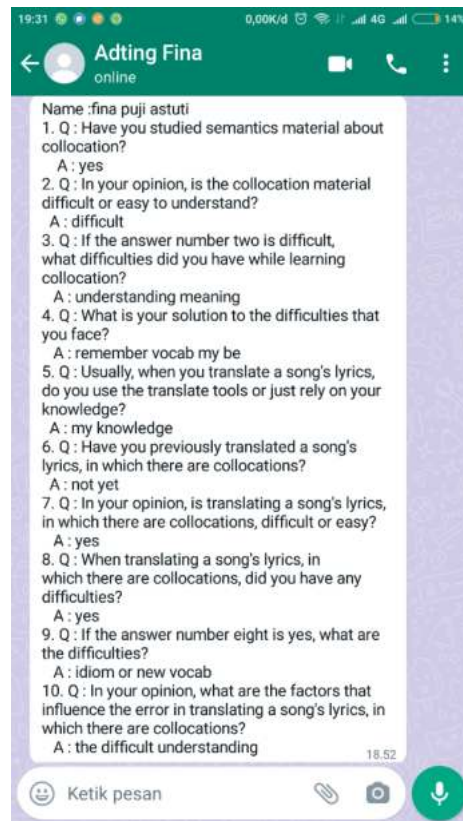 19:31 0,00K/d 4G 14%
Adting Fina
online
Name :fina puji astuti
1. Q : Have you studied semantics material about
collocation?
A : yes
2. Q : In your opinion, is the collocation material
difficult or easy to understand?
A : difficult
3. Q : If the answer number two is difficult,
what difficulties did you have while learning
collocation?
A : understanding meaning
4. Q : What is your solution to the difficulties that
you face?
A : remember vocab my be
5. Q : Usually, when you translate a song's lyrics,
do you use the translate tools or just rely on your
knowledge?
A : my knowledge
6. Q : Have you previously translated a song's
lyrics, in which there are collocations?
A : not yet
7. Q : In your opinion, is translating a song's lyrics,
in which there are collocations, difficult or easy?
A : yes
8. Q : When translating a song's lyrics, in
which there are collocations, did you have any
difficulties?
A : yes
9. Q : If the answer number eight is yes, what are
the difficulties?
A : idiom or new vocab
10. Q : In your opinion, what are the factors that
influence the error in translating a song's lyrics, in
which there are collocations?
A : the difficult understanding
18.52
Ketik pesan